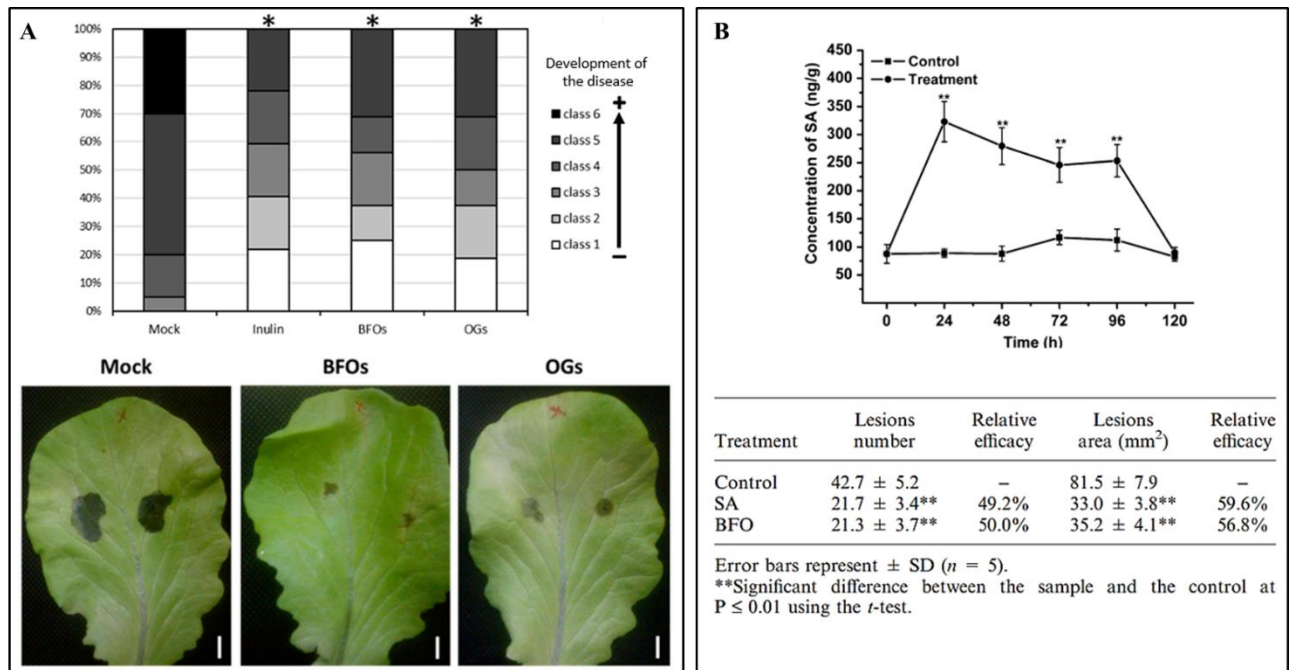 A
* * *
100%
90%
80%
70%
60%
50%
40%
30%
20%
10%
0%
Mock Inulin BFOs OGs
Development of
the disease
+
class 6
class 5
class 4
class 3
class 2
class 1
−
Mock BFOs OGs
B
Control
Treatment
** ** ** **
Concentration of SA (ng/g)
400
350
300
250
200
150
100
50
0 24 48 72 96 120
Time (h)
Lesions Relative Lesions Relative
Treatment number efficacy area (mm²) efficacy
Control 42.7 ± 5.2 – 81.5 ± 7.9 –
SA 21.7 ± 3.4** 49.2% 33.0 ± 3.8** 59.6%
BFO 21.3 ± 3.7** 50.0% 35.2 ± 4.1** 56.8%
Error bars represent ± SD (n = 5).
**Significant difference between the sample and the control at
P ≤ 0.01 using the t-test.